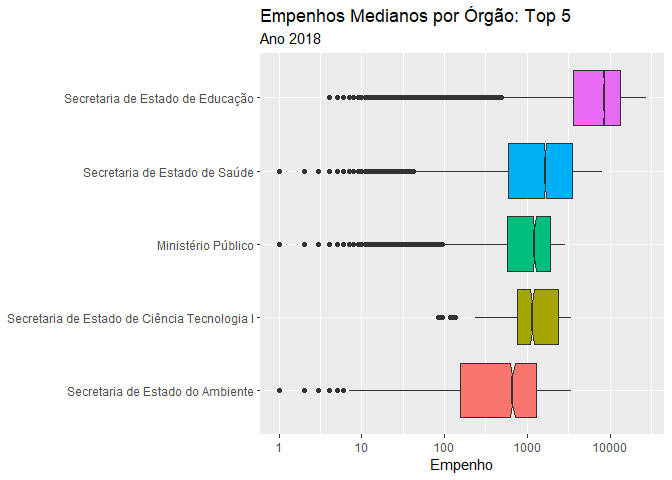 Empenhos Medianos por Órgão: Top 5
Ano 2018
Secretaria de Estado de Educação
Secretaria de Estado de Saúde
Ministério Público
Secretaria de Estado de Ciência Tecnologia I
Secretaria de Estado do Ambiente
1 10 100 1000 10000
Empenho